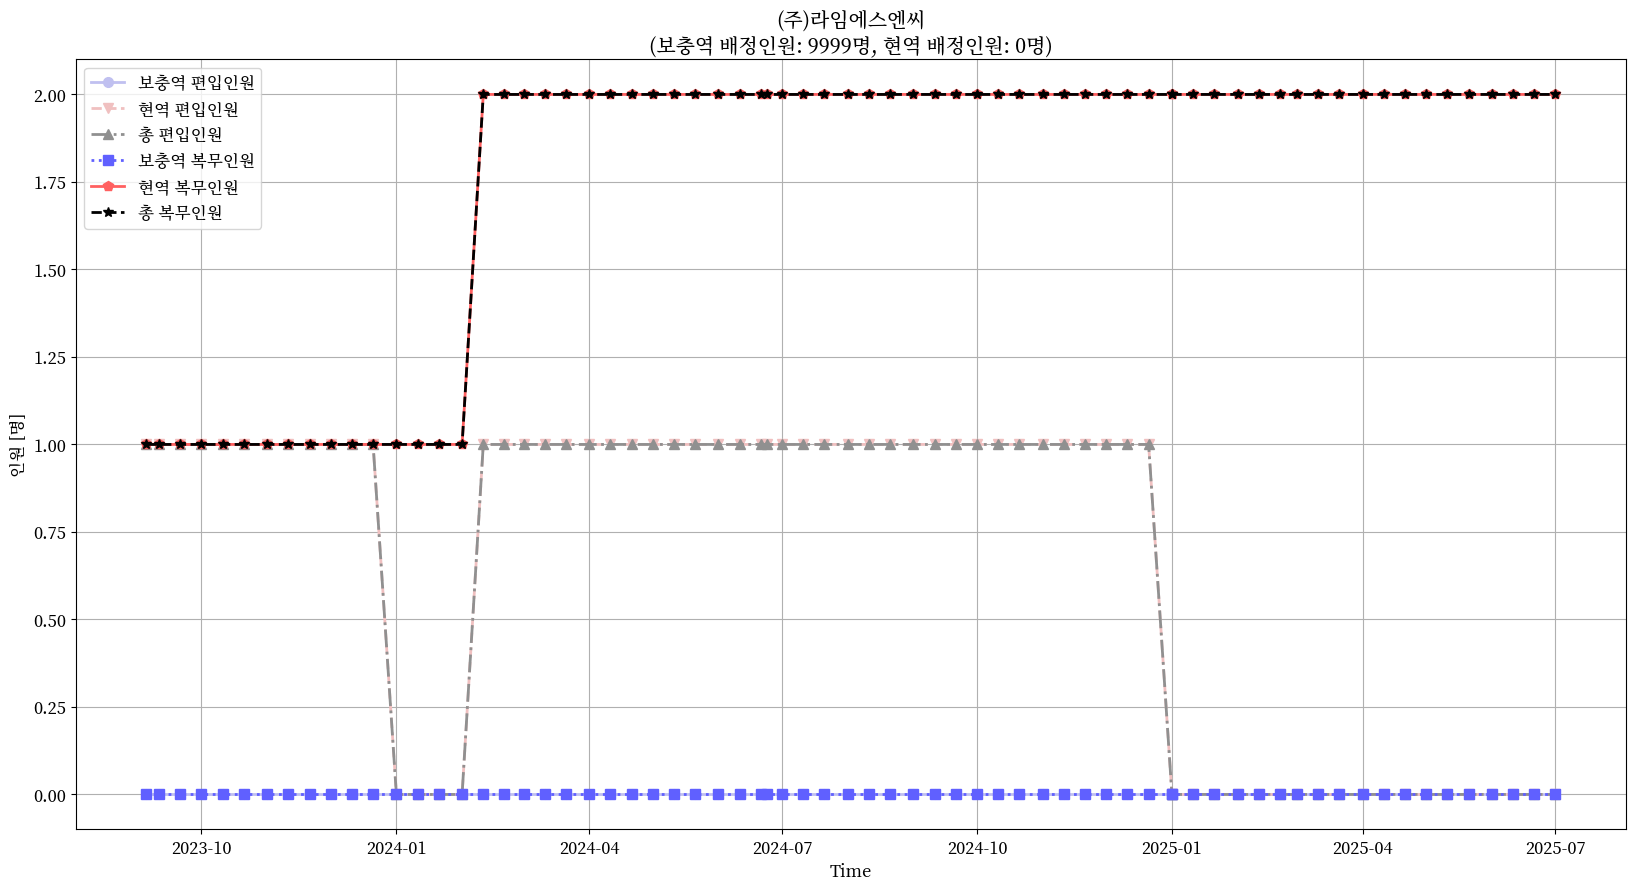 (주)라임에스엔씨
(보충역 배정인원: 9999명, 현역 배정인원: 0명)
보충역 편입인원
현역 편입인원
총 편입인원
보충역 복무인원
현역 복무인원
총 복무인원
2.00
1.75
1.50
1.25
1.00
0.75
0.50
0.25
0.00
인원 [명]
2023-10 2024-01 2024-04 2024-07 2024-10 2025-01 2025-04 2025-07
Time